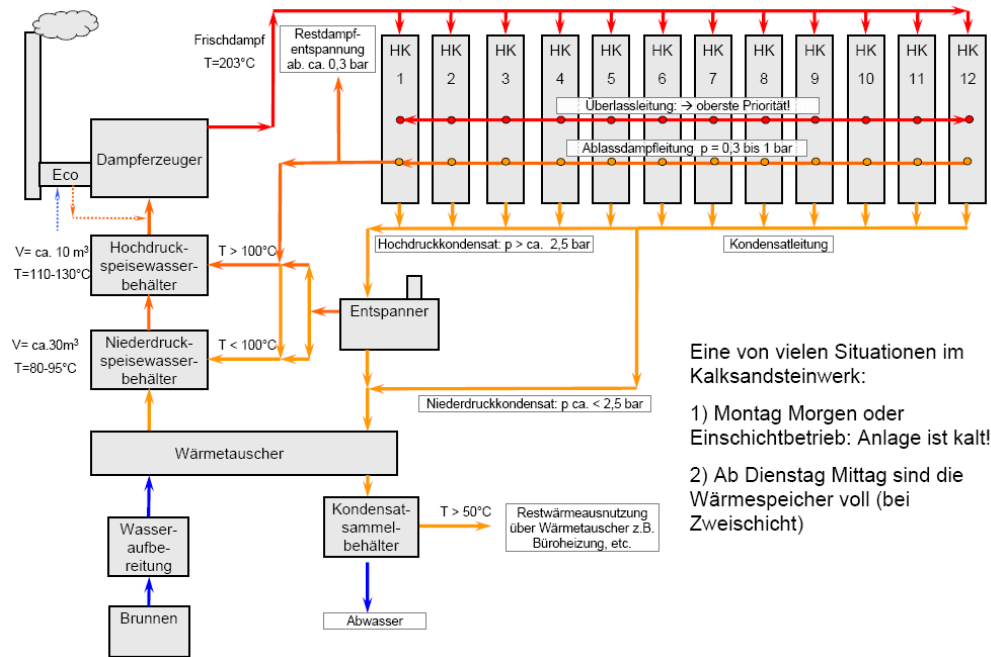 Frischdampf
T=203°C
Restdampf-
entspannung
ab. ca. 0,3 bar
HK
1
HK
2
HK
3
HK
4
HK
5
HK
6
HK
7
HK
8
HK
9
HK
10
HK
11
HK
12
Überlassleitung: → oberste Priorität!
Ablassdampfleitung p = 0,3 bis 1 bar
Dampferzeuger
Eco
V= ca. 10 m³
T=110-130°C
Hochdruck-
speisewasser-
behälter
T > 100°C
Hochdruckkondensat: p > ca. 2,5 bar
Kondensatleitung
Entspanner
V= ca.30m³
T=80-95°C
Niederdruck-
speisewasser-
behälter
T < 100°C
Niederdruckkondensat: p ca. < 2,5 bar
Eine von vielen Situationen im
Kalksandsteinwerk:
1) Montag Morgen oder
Einschichtbetrieb: Anlage ist kalt!
2) Ab Dienstag Mittag sind die
Wärmespeicher voll (bei
Zweischicht)
Wärmetauscher
Wasser-
aufbe-
reitung
Kondensat-
sammel-
behälter
T > 50°C
Restwärmeausnutzung
über Wärmetauscher z.B.
Büroheizung, etc.
Brunnen
Abwasser